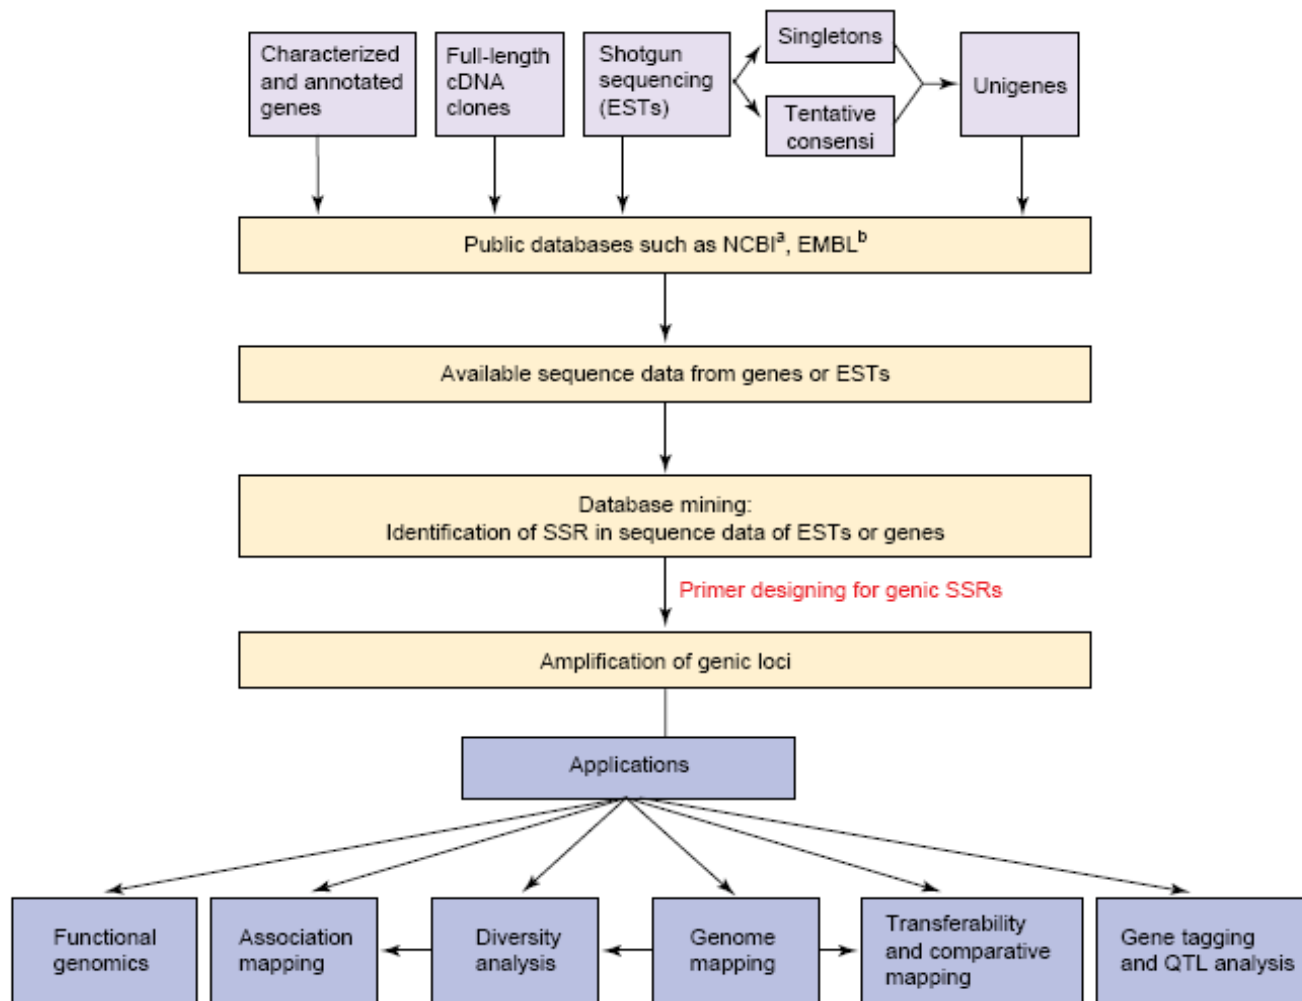 Characterized
and annotated
genes
Full-length
cDNA
clones
Shotgun
sequencing
(ESTs)
Singletons
Tentative
consensi
Unigenes
Public databases such as NCBIᵃ, EMBLᵇ
Available sequence data from genes or ESTs
Database mining:
Identification of SSR in sequence data of ESTs or genes
Primer designing for genic SSRs
Amplification of genic loci
Applications
Functional
genomics
Association
mapping
Diversity
analysis
Genome
mapping
Transferability
and comparative
mapping
Gene tagging
and QTL analysis